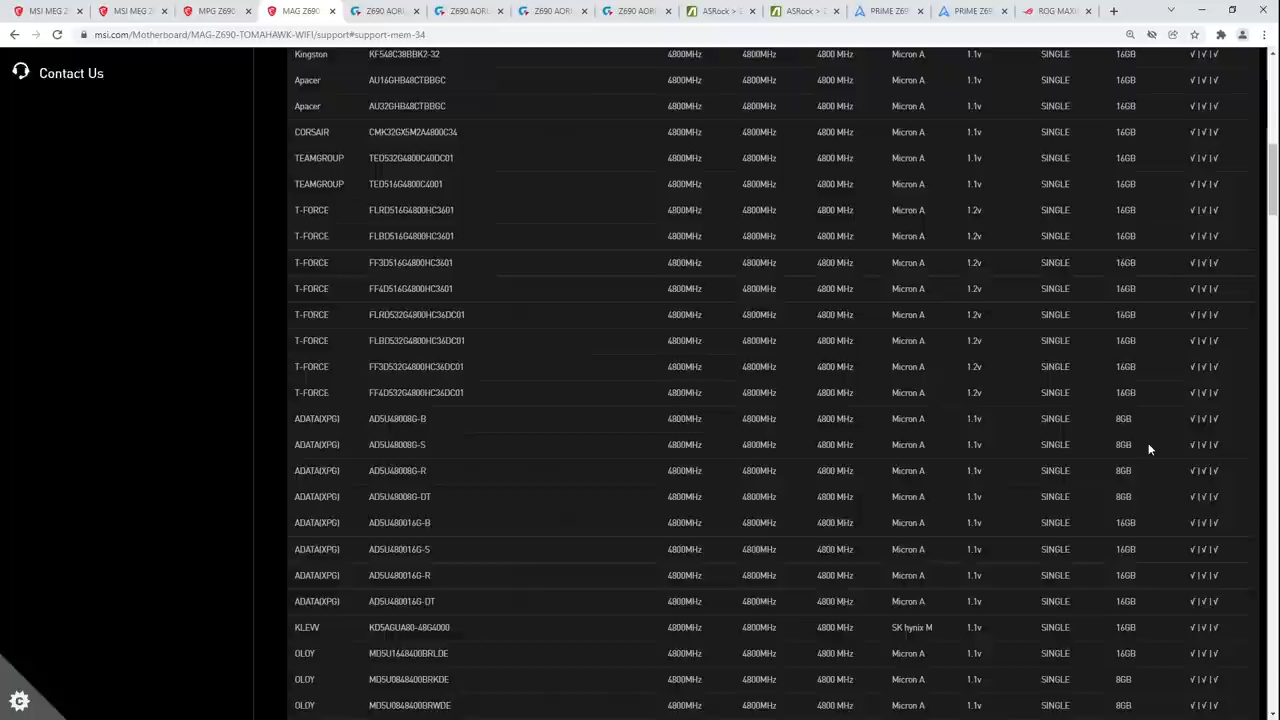 MSI MEG Z
MSI MEG Z
MPG Z690
MAG Z690
Z690 AORU
Z690 AORU
Z690 AORU
Z690 AORU
ASRock > Z
ASRock > Z
PRIME Z69
PRIME Z69
ROG MAXI
msi.com/Motherboard/MAG-Z690-TOMAHAWK-WIFI/support#support-mem-34
Contact Us
Kingston KF548C38BBK2-32 4800MHz 4800MHz 4800 MHz Micron A 1.1v SINGLE 16GB √ | √ | √
Apacer AU16GHB48CTBBGC 4800MHz 4800MHz 4800 MHz Micron A 1.1v SINGLE 16GB √ | √ | √
Apacer AU32GHB48CTBBGC 4800MHz 4800MHz 4800 MHz Micron A 1.1v SINGLE 16GB √ | √ | √
CORSAIR CMK32GX5M2A4800C34 4800MHz 4800MHz 4800 MHz Micron A 1.1v SINGLE 16GB √ | √ | √
TEAMGROUP TED532G4800C40DC01 4800MHz 4800MHz 4800 MHz Micron A 1.1v SINGLE 16GB √ | √ | √
TEAMGROUP TED516G4800C4001 4800MHz 4800MHz 4800 MHz Micron A 1.1v SINGLE 16GB √ | √ | √
T-FORCE FLRD516G4800HC3601 4800MHz 4800MHz 4800 MHz Micron A 1.2v SINGLE 16GB √ | √ | √
T-FORCE FLBD516G4800HC3601 4800MHz 4800MHz 4800 MHz Micron A 1.2v SINGLE 16GB √ | √ | √
T-FORCE FF3D516G4800HC3601 4800MHz 4800MHz 4800 MHz Micron A 1.2v SINGLE 16GB √ | √ | √
T-FORCE FF4D516G4800HC3601 4800MHz 4800MHz 4800 MHz Micron A 1.2v SINGLE 16GB √ | √ | √
T-FORCE FLRD532G4800HC36DC01 4800MHz 4800MHz 4800 MHz Micron A 1.2v SINGLE 16GB √ | √ | √
T-FORCE FLBD532G4800HC36DC01 4800MHz 4800MHz 4800 MHz Micron A 1.2v SINGLE 16GB √ | √ | √
T-FORCE FF3D532G4800HC36DC01 4800MHz 4800MHz 4800 MHz Micron A 1.2v SINGLE 16GB √ | √ | √
T-FORCE FF4D532G4800HC36DC01 4800MHz 4800MHz 4800 MHz Micron A 1.2v SINGLE 16GB √ | √ | √
ADATA(XPG) AD5U48008G-B 4800MHz 4800MHz 4800 MHz Micron A 1.1v SINGLE 8GB √ | √ | √
ADATA(XPG) AD5U48008G-S 4800MHz 4800MHz 4800 MHz Micron A 1.1v SINGLE 8GB √ | √ | √
ADATA(XPG) AD5U48008G-R 4800MHz 4800MHz 4800 MHz Micron A 1.1v SINGLE 8GB √ | √ | √
ADATA(XPG) AD5U48008G-DT 4800MHz 4800MHz 4800 MHz Micron A 1.1v SINGLE 8GB √ | √ | √
ADATA(XPG) AD5U480016G-B 4800MHz 4800MHz 4800 MHz Micron A 1.1v SINGLE 16GB √ | √ | √
ADATA(XPG) AD5U480016G-S 4800MHz 4800MHz 4800 MHz Micron A 1.1v SINGLE 16GB √ | √ | √
ADATA(XPG) AD5U480016G-R 4800MHz 4800MHz 4800 MHz Micron A 1.1v SINGLE 16GB √ | √ | √
ADATA(XPG) AD5U480016G-DT 4800MHz 4800MHz 4800 MHz Micron A 1.1v SINGLE 16GB √ | √ | √
KLEVV KD5AGUA80-48G4000 4800MHz 4800MHz 4800 MHz SK hynix M 1.1v SINGLE 16GB √ | √ | √
OLOY MD5U1648400BRLDE 4800MHz 4800MHz 4800 MHz Micron A 1.1v SINGLE 16GB √ | √ | √
OLOY MD5U0848400BRKDE 4800MHz 4800MHz 4800 MHz Micron A 1.1v SINGLE 8GB √ | √ | √
OLOY MD5U0848400BRWDE 4800MHz 4800MHz 4800 MHz Micron A 1.1v SINGLE 8GB √ | √ | √